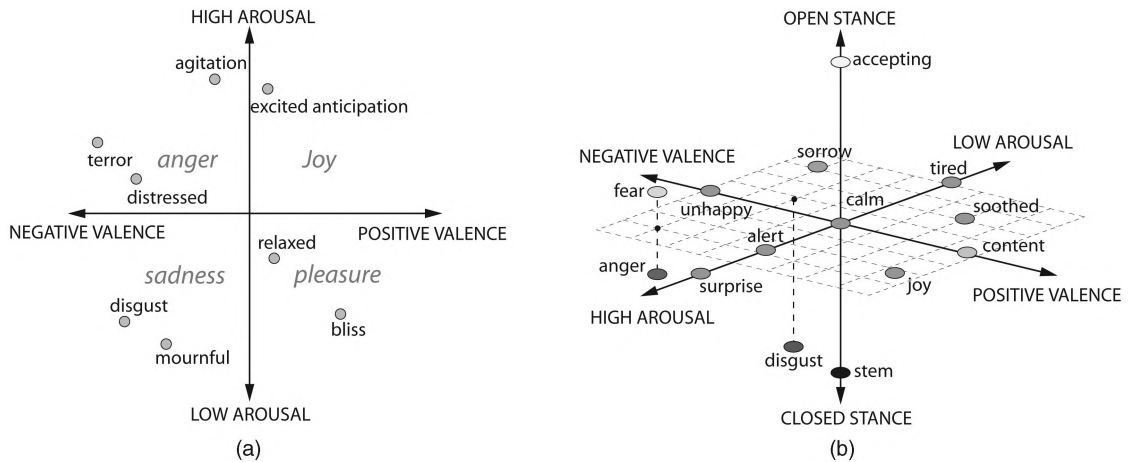 HIGH AROUSAL
agitation
excited anticipation
terror
anger
Joy
distressed
NEGATIVE VALENCE
POSITIVE VALENCE
relaxed
sadness
pleasure
disgust
bliss
mournful
LOW AROUSAL
(a)
OPEN STANCE
accepting
LOW AROUSAL
NEGATIVE VALENCE
sorrow
tired
fear
unhappy
calm
soothed
alert
content
anger
surprise
joy
POSITIVE VALENCE
HIGH AROUSAL
disgust
stem
CLOSED STANCE
(b)